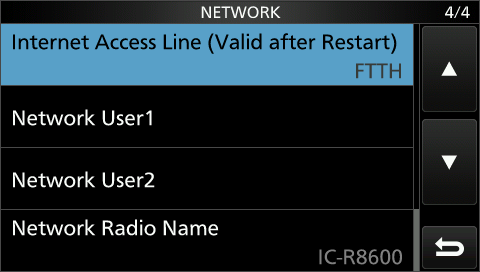 NETWORK 4/4
Internet Access Line (Valid after Restart)
FTTH
Network User1
Network User2
Network Radio Name
IC-R8600